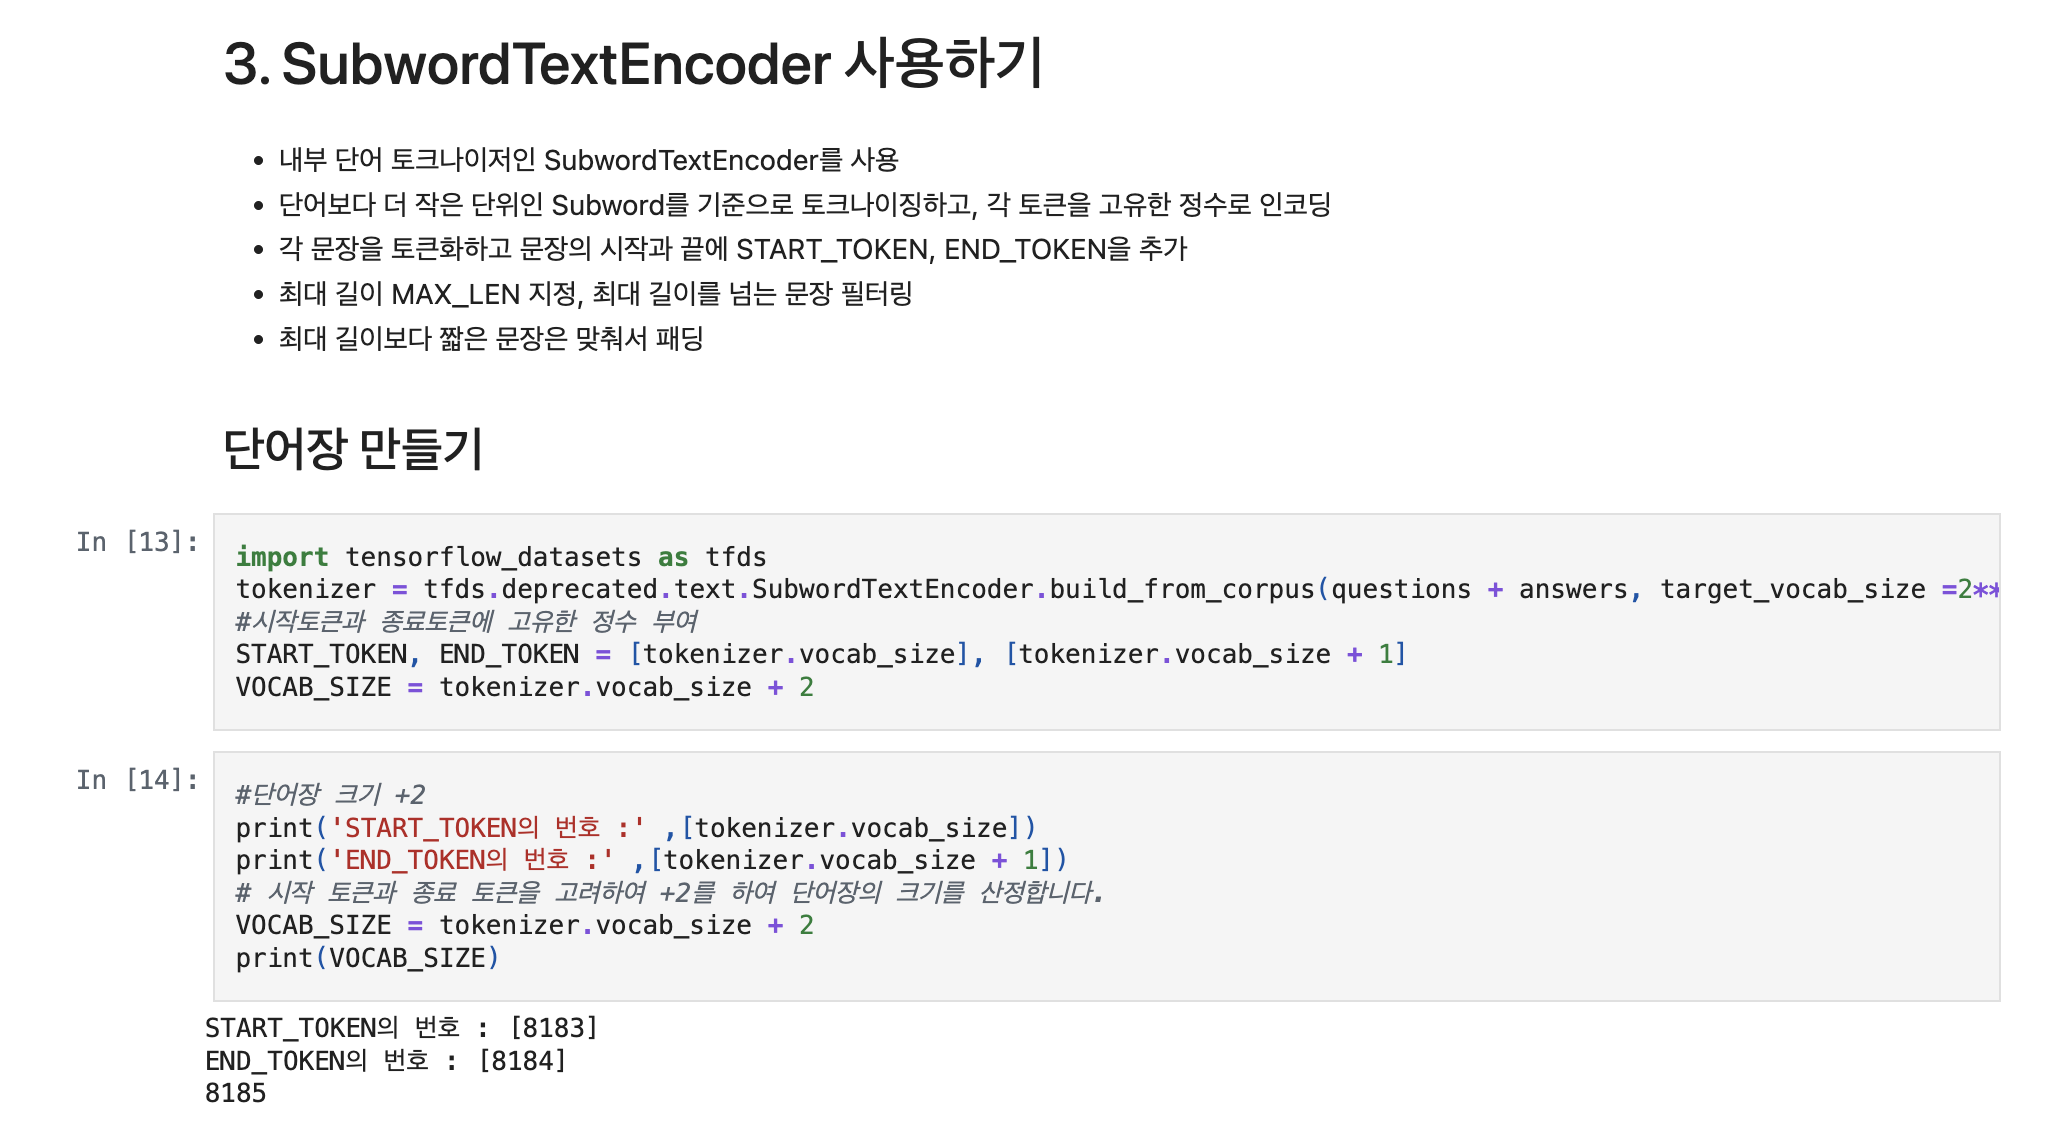 3. SubwordTextEncoder 사용하기
• 내부 단어 토크나이저인 SubwordTextEncoder를 사용
• 단어보다 더 작은 단위인 Subword를 기준으로 토크나이징하고, 각 토큰을 고유한 정수로 인코딩
• 각 문장을 토큰화하고 문장의 시작과 끝에 START_TOKEN, END_TOKEN을 추가
• 최대 길이 MAX_LEN 지정, 최대 길이를 넘는 문장 필터링
• 최대 길이보다 짧은 문장은 맞춰서 패딩
단어장 만들기
In [13]:
import tensorflow_datasets as tfds
tokenizer = tfds.deprecated.text.SubwordTextEncoder.build_from_corpus(questions + answers, target_vocab_size =2**
#시작토큰과 종료토큰에 고유한 정수 부여
START_TOKEN, END_TOKEN = [tokenizer.vocab_size], [tokenizer.vocab_size + 1]
VOCAB_SIZE = tokenizer.vocab_size + 2
In [14]:
#단어장 크기 +2
print('START_TOKEN의 번호 :' ,[tokenizer.vocab_size])
print('END_TOKEN의 번호 :' ,[tokenizer.vocab_size + 1])
# 시작 토큰과 종료 토큰을 고려하여 +2를 하여 단어장의 크기를 산정합니다.
VOCAB_SIZE = tokenizer.vocab_size + 2
print(VOCAB_SIZE)
START_TOKEN의 번호 : [8183]
END_TOKEN의 번호 : [8184]
8185